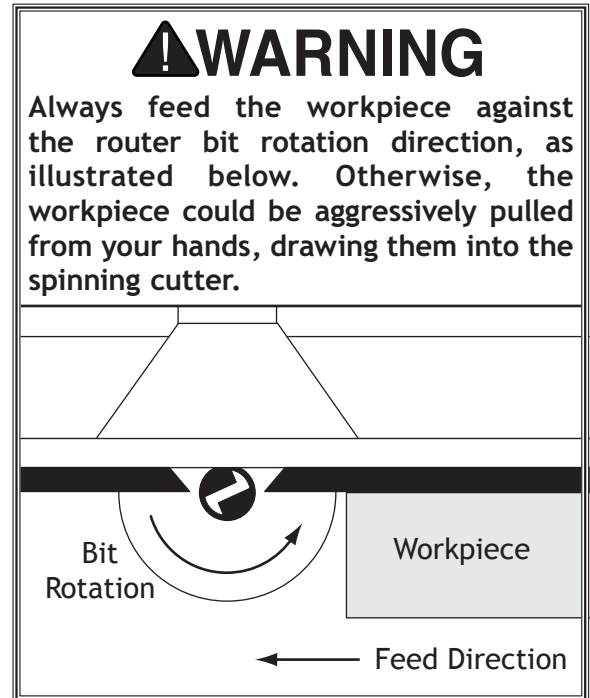 WARNING
Always feed the workpiece against
the router bit rotation direction, as
illustrated below. Otherwise, the
workpiece could be aggressively pulled
from your hands, drawing them into the
spinning cutter.
Bit
Rotation
Workpiece
Feed Direction